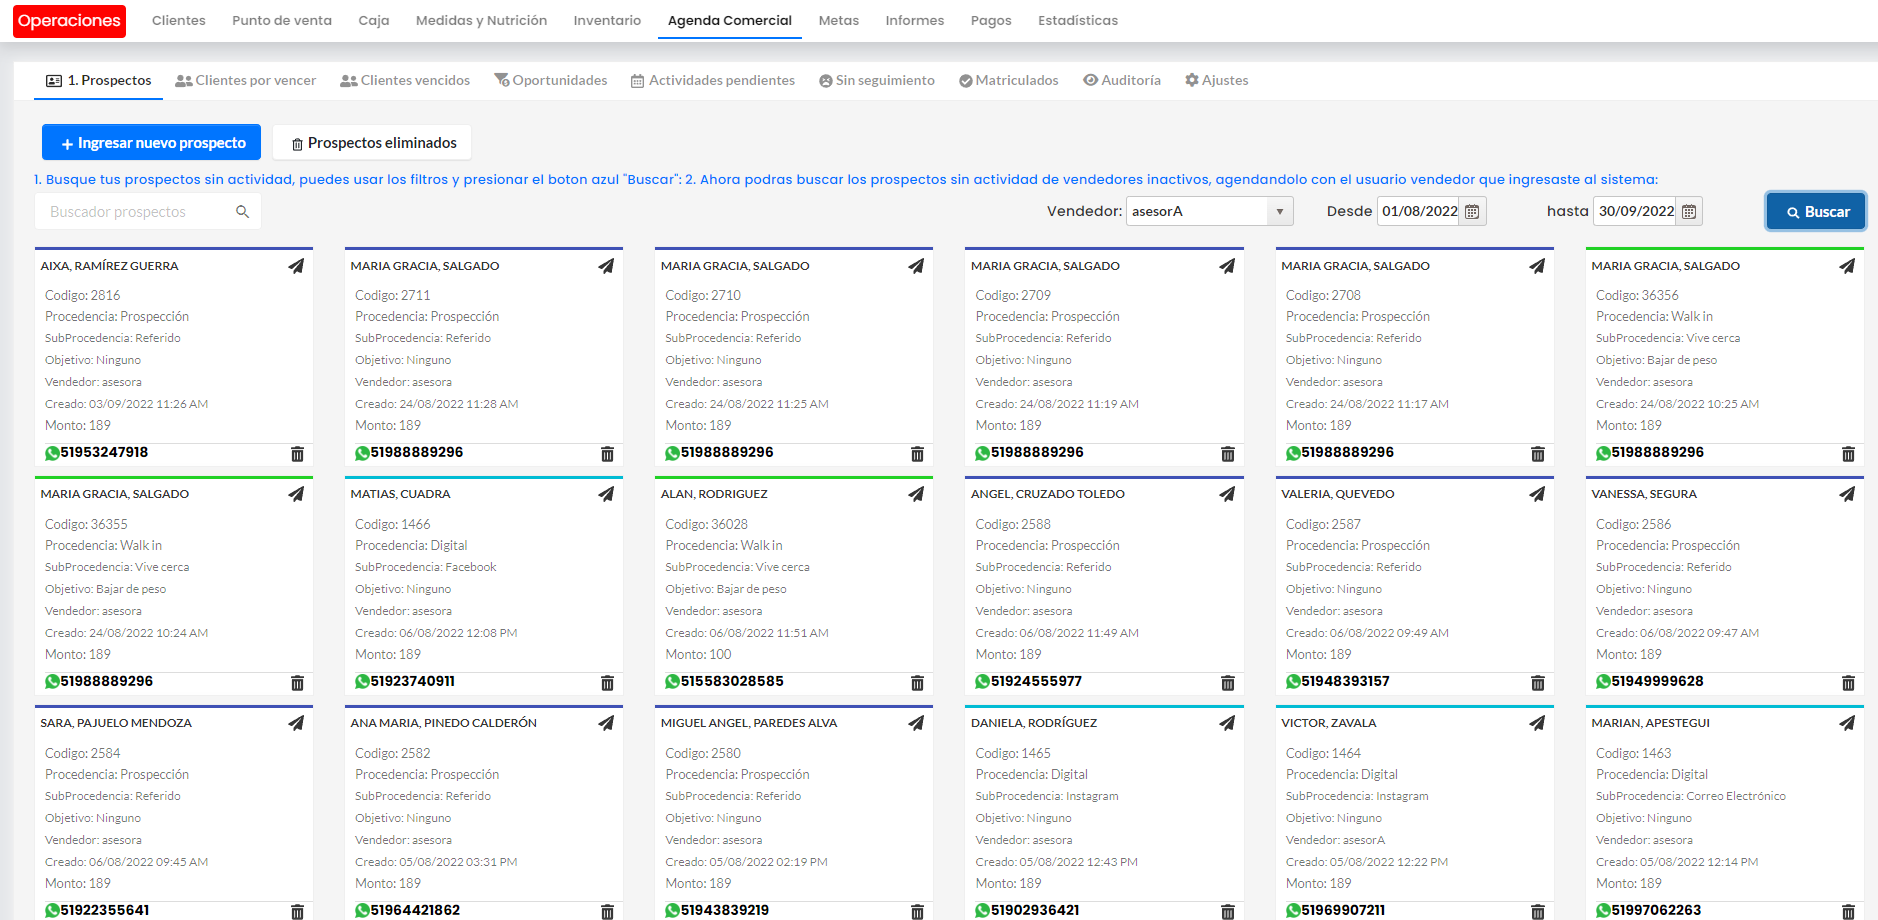 Operaciones Clientes Punto de venta Caja Medidas y Nutrición Inventario Agenda Comercial Metas Informes Pagos Estadísticas
1. Prospectos Clientes por vencer Clientes vencidos Oportunidades Actividades pendientes Sin seguimiento Matriculados Auditoría Ajustes
+ Ingresar nuevo prospecto Prospectos eliminados
1. Busque tus prospectos sin actividad, puedes usar los filtros y presionar el boton azul "Buscar": 2. Ahora podras buscar los prospectos sin actividad de vendedores inactivos, agendandolo con el usuario vendedor que ingresaste al sistema:
Buscador prospectos Vendedor: asesorA Desde 01/08/2022 hasta 30/09/2022 Buscar
AIXA, RAMÍREZ GUERRA
Codigo: 2816
Procedencia: Prospección
SubProcedencia: Referido
Objetivo: Ninguno
Vendedor: asesora
Creado: 03/09/2022 11:26 AM
Monto: 189
51953247918
MARIA GRACIA, SALGADO
Codigo: 2711
Procedencia: Prospección
SubProcedencia: Referido
Objetivo: Ninguno
Vendedor: asesora
Creado: 24/08/2022 11:28 AM
Monto: 189
51988889296
MARIA GRACIA, SALGADO
Codigo: 2710
Procedencia: Prospección
SubProcedencia: Referido
Objetivo: Ninguno
Vendedor: asesora
Creado: 24/08/2022 11:25 AM
Monto: 189
51988889296
MARIA GRACIA, SALGADO
Codigo: 2709
Procedencia: Prospección
SubProcedencia: Referido
Objetivo: Ninguno
Vendedor: asesora
Creado: 24/08/2022 11:19 AM
Monto: 189
51988889296
MARIA GRACIA, SALGADO
Codigo: 2708
Procedencia: Prospección
SubProcedencia: Referido
Objetivo: Ninguno
Vendedor: asesora
Creado: 24/08/2022 11:17 AM
Monto: 189
51988889296
MARIA GRACIA, SALGADO
Codigo: 36356
Procedencia: Walk in
SubProcedencia: Vive cerca
Objetivo: Bajar de peso
Vendedor: asesora
Creado: 24/08/2022 10:25 AM
Monto: 189
51988889296
MARIA GRACIA, SALGADO
Codigo: 36355
Procedencia: Walk in
SubProcedencia: Vive cerca
Objetivo: Bajar de peso
Vendedor: asesora
Creado: 24/08/2022 10:24 AM
Monto: 189
51988889296
MATIAS, CUADRA
Codigo: 1466
Procedencia: Digital
SubProcedencia: Facebook
Objetivo: Ninguno
Vendedor: asesora
Creado: 06/08/2022 12:08 PM
Monto: 189
51923740911
ALAN, RODRIGUEZ
Codigo: 36028
Procedencia: Walk in
SubProcedencia: Vive cerca
Objetivo: Bajar de peso
Vendedor: asesora
Creado: 06/08/2022 11:51 AM
Monto: 100
515583028585
ANGEL, CRUZADO TOLEDO
Codigo: 2588
Procedencia: Prospección
SubProcedencia: Referido
Objetivo: Ninguno
Vendedor: asesora
Creado: 06/08/2022 11:49 AM
Monto: 189
51924555977
VALERIA, QUEVEDO
Codigo: 2587
Procedencia: Prospección
SubProcedencia: Referido
Objetivo: Ninguno
Vendedor: asesora
Creado: 06/08/2022 09:49 AM
Monto: 189
51948393157
VANESSA, SEGURA
Codigo: 2586
Procedencia: Prospección
SubProcedencia: Referido
Objetivo: Ninguno
Vendedor: asesora
Creado: 06/08/2022 09:47 AM
Monto: 189
51949999628
SARA, PAJUELO MENDOZA
Codigo: 2584
Procedencia: Prospección
SubProcedencia: Referido
Objetivo: Ninguno
Vendedor: asesora
Creado: 06/08/2022 09:45 AM
Monto: 189
51922355641
ANA MARIA, PINEDO CALDERÓN
Codigo: 2582
Procedencia: Prospección
SubProcedencia: Referido
Objetivo: Ninguno
Vendedor: asesora
Creado: 05/08/2022 03:31 PM
Monto: 189
51964421862
MIGUEL ANGEL, PAREDES ALVA
Codigo: 2580
Procedencia: Prospección
SubProcedencia: Referido
Objetivo: Ninguno
Vendedor: asesora
Creado: 05/08/2022 02:19 PM
Monto: 189
51943839219
DANIELA, RODRÍGUEZ
Codigo: 1465
Procedencia: Digital
SubProcedencia: Instagram
Objetivo: Ninguno
Vendedor: asesora
Creado: 05/08/2022 12:43 PM
Monto: 189
51902936421
VICTOR, ZAVALA
Codigo: 1464
Procedencia: Digital
SubProcedencia: Instagram
Objetivo: Ninguno
Vendedor: asesorA
Creado: 05/08/2022 12:22 PM
Monto: 189
51969907211
MARIAN, APESTEGUI
Codigo: 1463
Procedencia: Digital
SubProcedencia: Correo Electrónico
Objetivo: Ninguno
Vendedor: asesora
Creado: 05/08/2022 12:14 PM
Monto: 189
51997062263